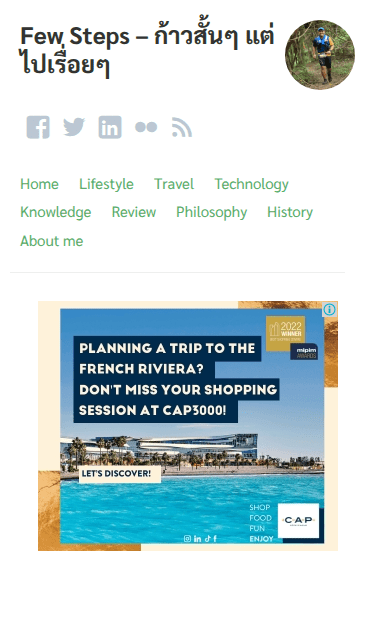 Few Steps – ก้าวสั้นๆ แต่
ไปเรื่อยๆ
Home Lifestyle Travel Technology
Knowledge Review Philosophy History
About me
2022
WINNER
mipim
AWARDS
PLANNING A TRIP TO THE
FRENCH RIVIERA?
DON'T MISS YOUR SHOPPING
SESSION AT CAP3000!
LET'S DISCOVER!
SHOP
FOOD
FUN
ENJOY
CAP